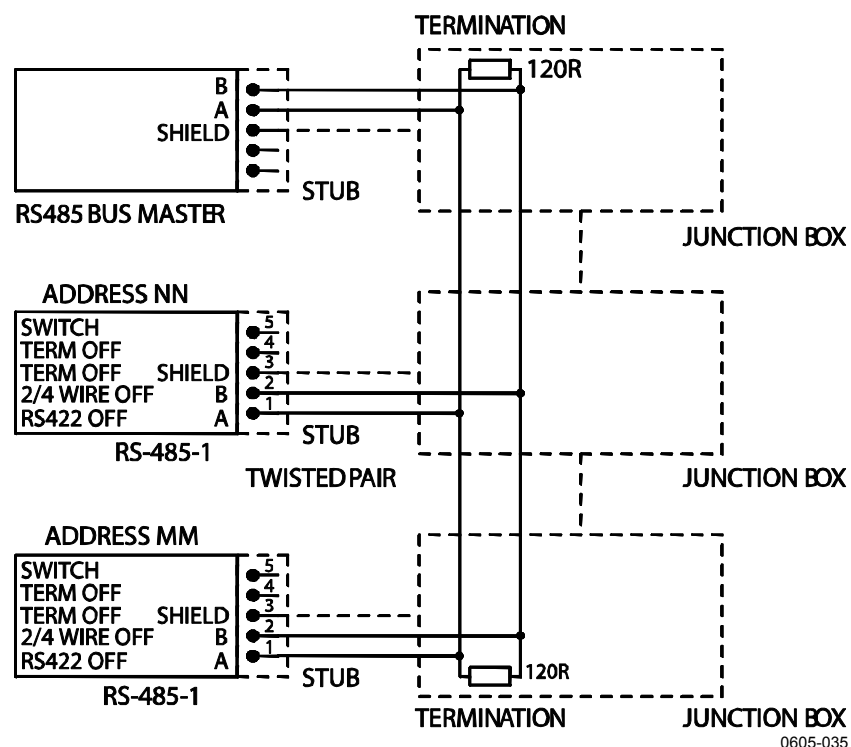 TERMINATION
120R
B
A
SHIELD
STUB
RS485 BUS MASTER
JUNCTION BOX
ADDRESS NN
SWITCH
TERM OFF
TERM OFF SHIELD
2/4 WIRE OFF B
RS422 OFF A
5
4
3
2
1
STUB
RS-485-1
TWISTED PAIR
JUNCTION BOX
ADDRESS MM
SWITCH
TERM OFF
TERM OFF SHIELD
2/4 WIRE OFF B
RS422 OFF A
5
4
3
2
1
120R
STUB
RS-485-1
TERMINATION
JUNCTION BOX
0605-035